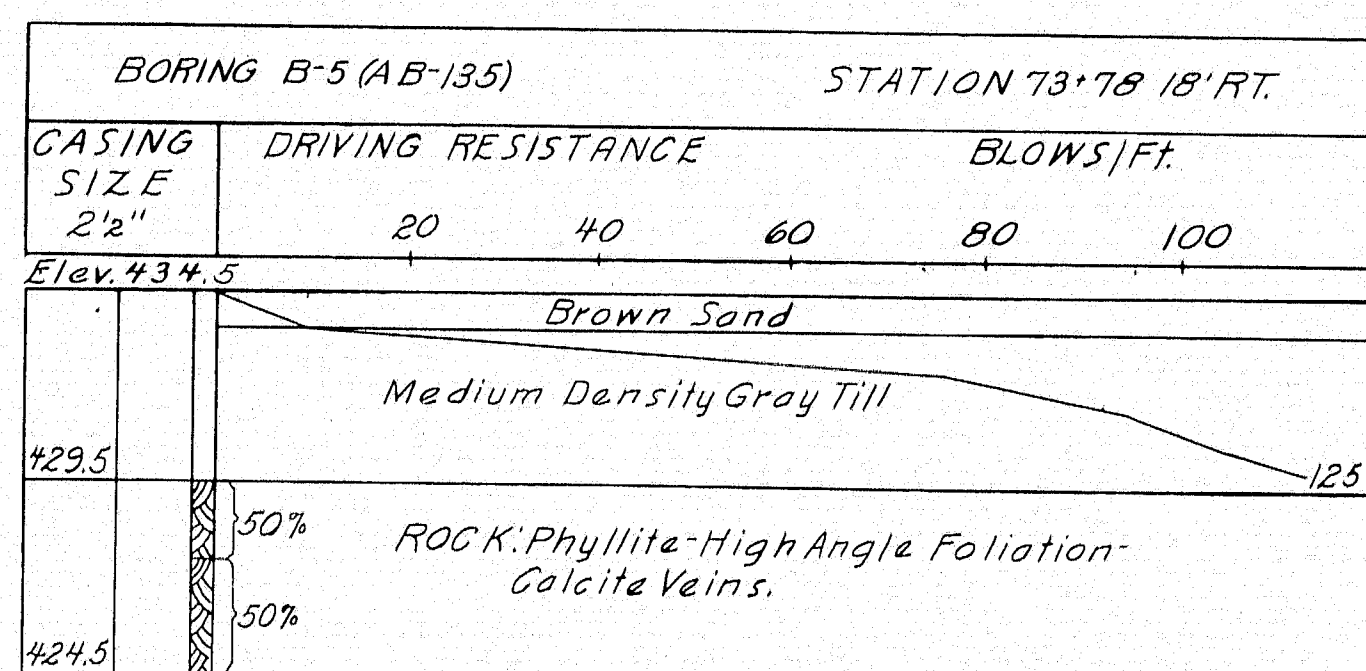 BORING B-5 (AB-135) STATION 73+78 18' RT.
CASING SIZE 2'2" DRIVING RESISTANCE BLOWS/Ft.
20 40 60 80 100
Elev. 434.5
Brown Sand
Medium Density Gray Till
429.5
125
50%
ROCK: Phyllite-High Angle Foliation-
Calcite Veins.
50%
424.5